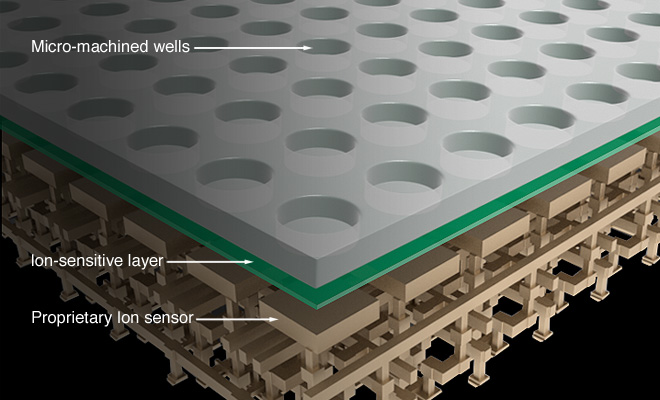 Micro-machined wells
Ion-sensitive layer
Proprietary Ion sensor